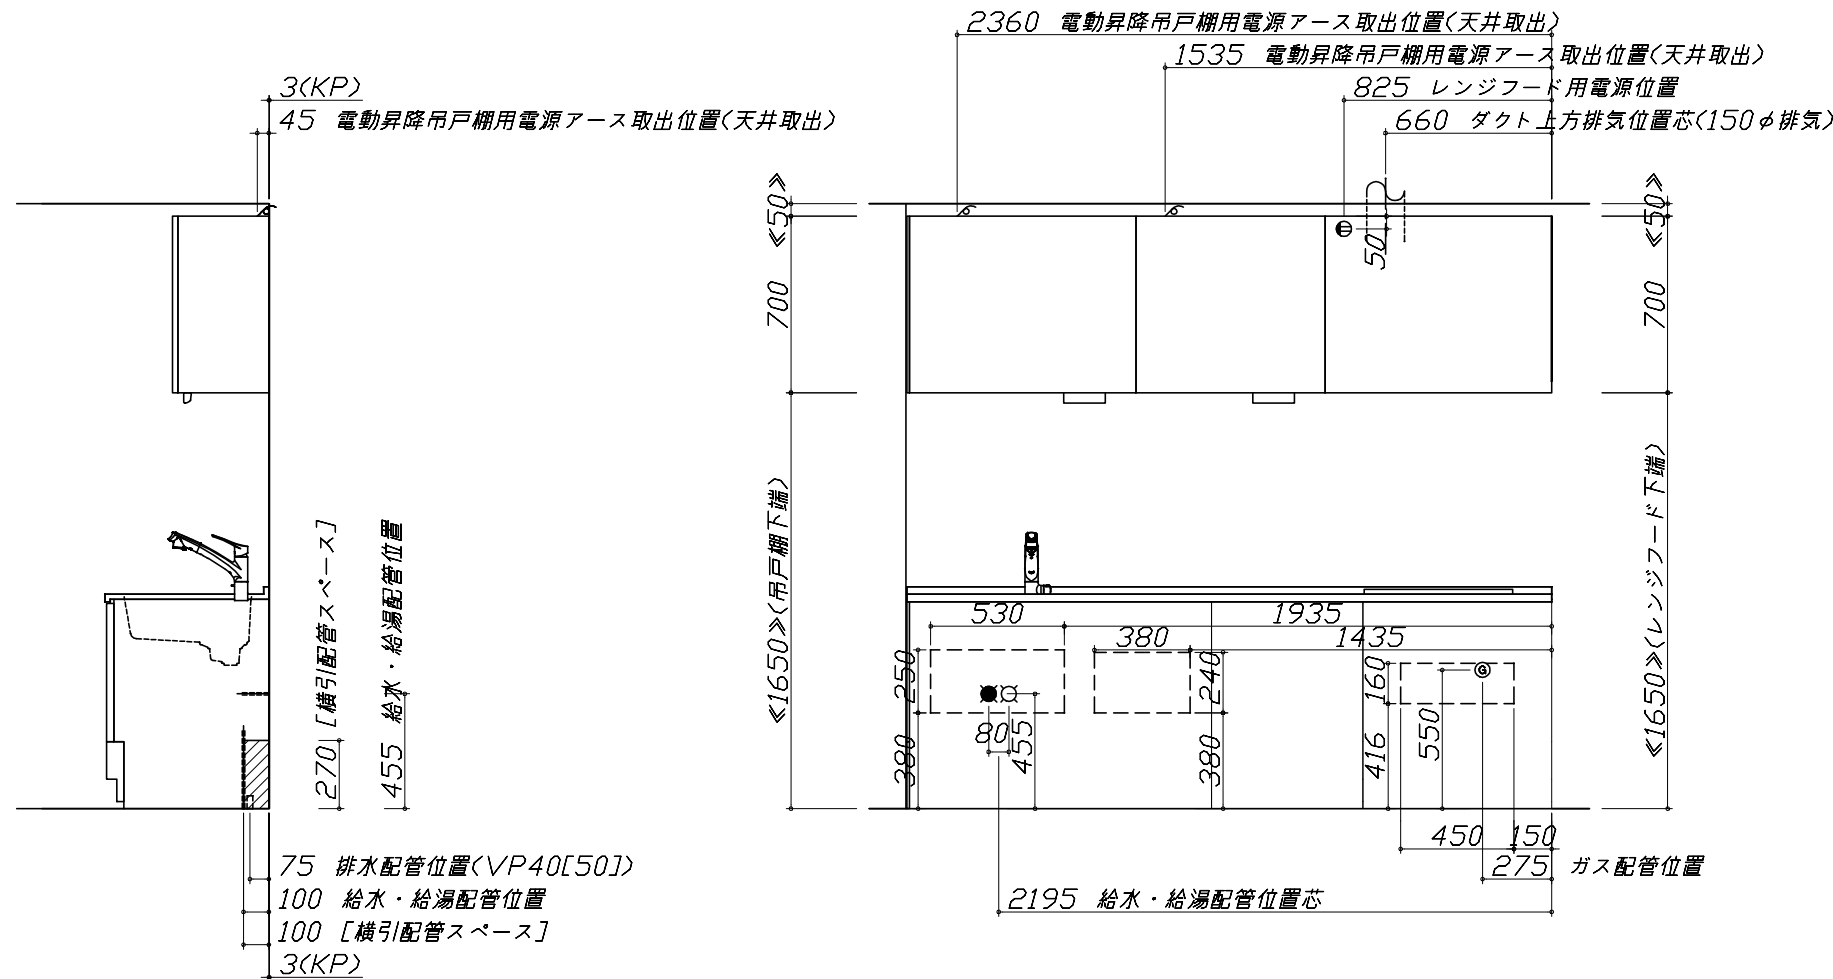 2360 電動昇降吊戸棚用電源アース取出位置(天井取出)
1535 電動昇降吊戸棚用電源アース取出位置(天井取出)
3(KP)
825 レンジフード用電源位置
45 電動昇降吊戸棚用電源アース取出位置(天井取出)
660 ダクト上方排気位置芯(150φ排気)
≪50≫
700
≪1650≫(吊戸棚下端)
50
≪50≫
700
≪1650≫(レンジフード下端)
270 [横引配管スペース]
455 給水・給湯配管位置
530
1935
380
1435
250
380
80
455
240
380
160
416
550
G
450
150
275 ガス配管位置
2195 給水・給湯配管位置芯
75 排水配管位置(VP40[50])
100 給水・給湯配管位置
100 [横引配管スペース]
3(KP)